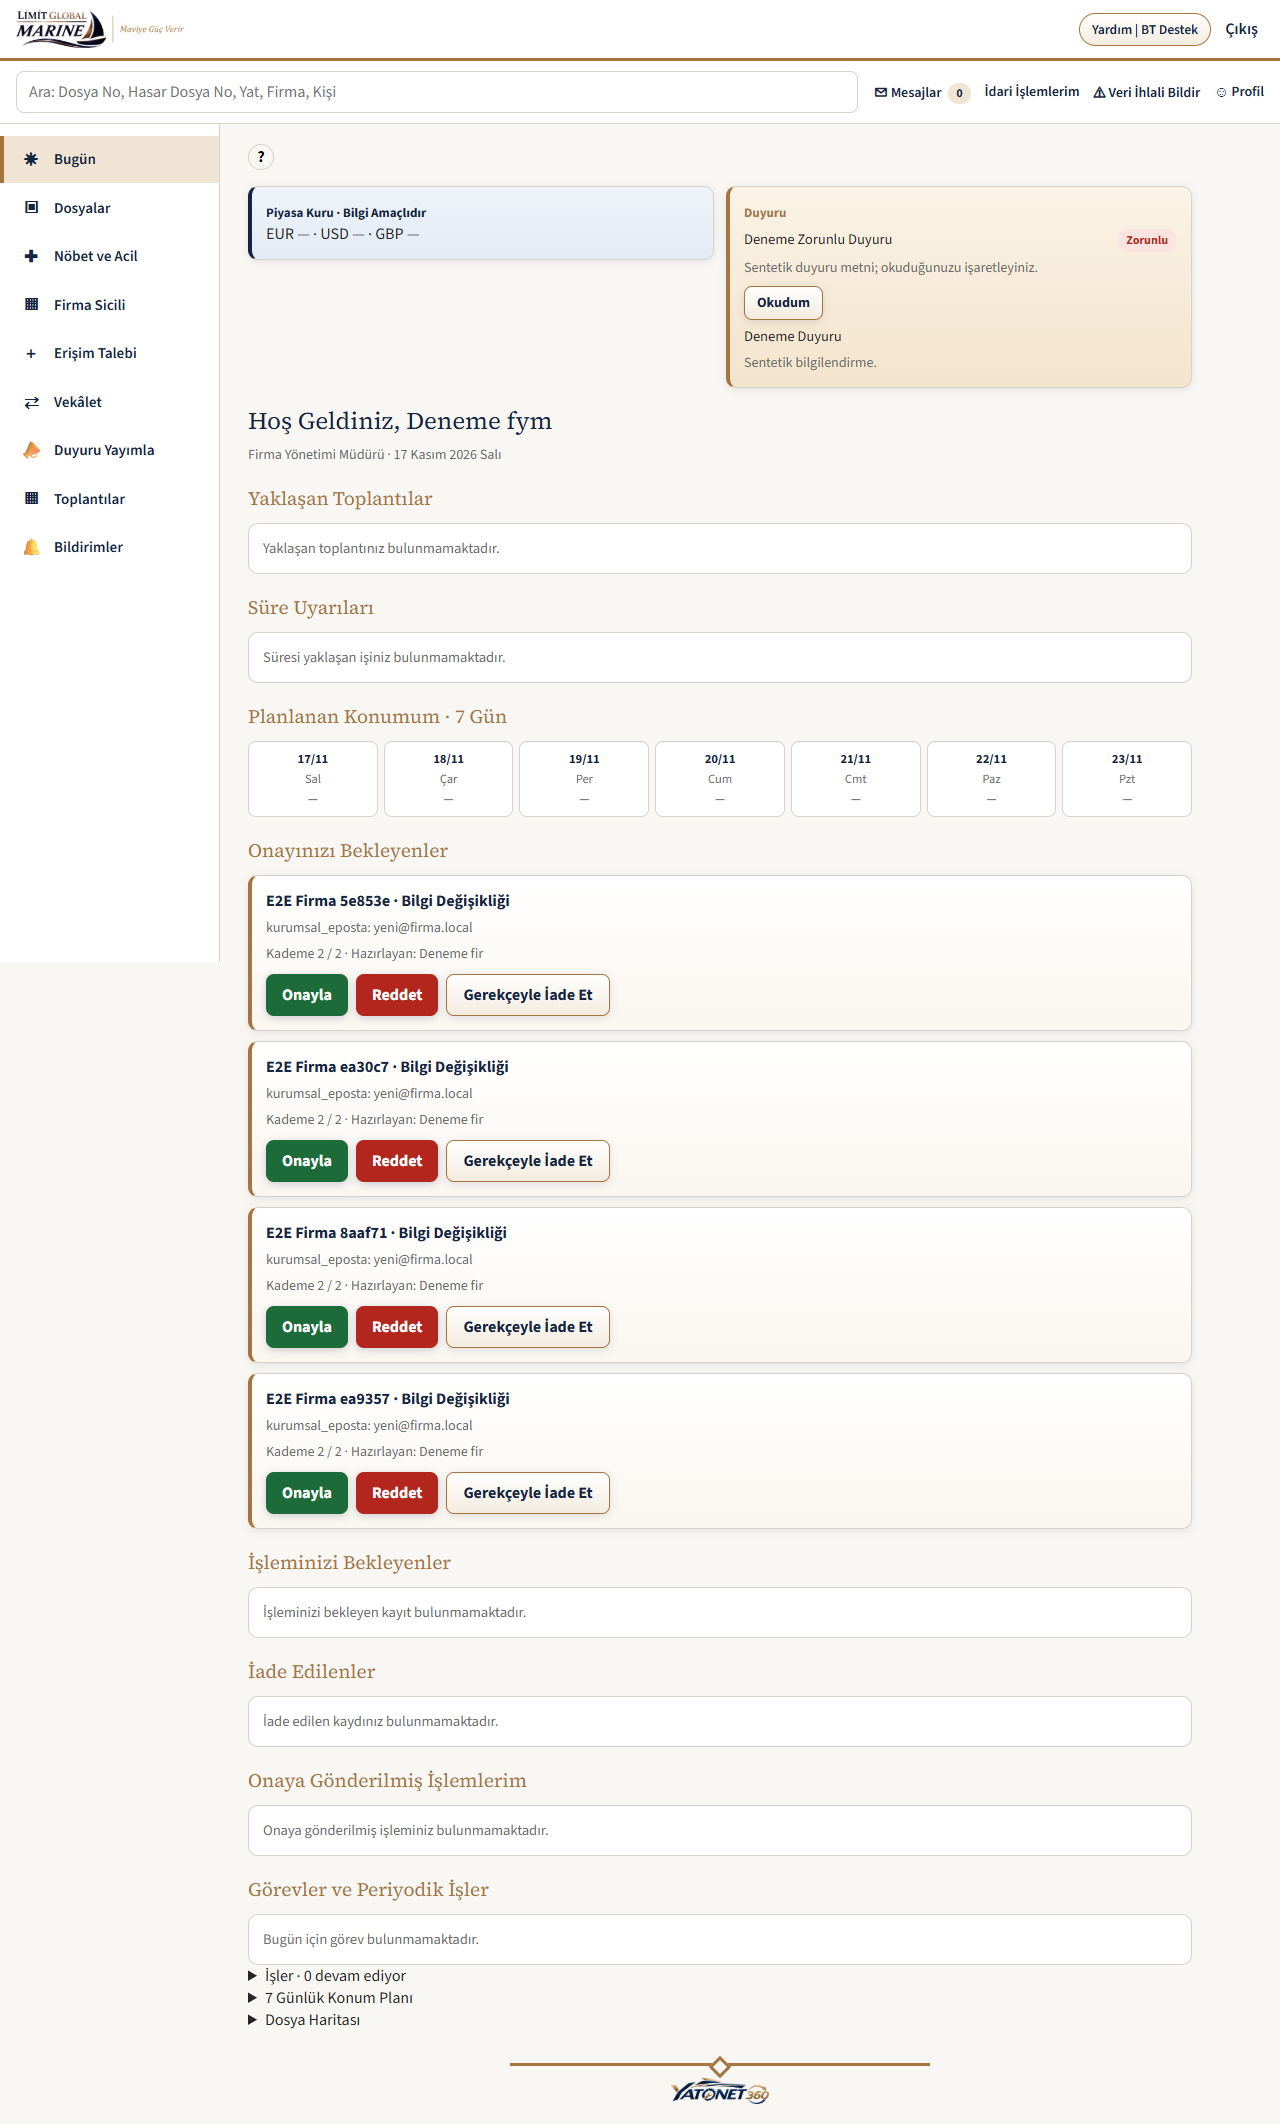 LİMİT GLOBAL
MARINE
Maviye Güç Verir
Yardım | BT Destek
Çıkış
Ara: Dosya No, Hasar Dosya No, Yat, Firma, Kişi
Mesajlar 0
İdari İşlemlerim
Veri İhlali Bildir
Profil
Bugün
Dosyalar
Nöbet ve Acil
Firma Sicili
Erişim Talebi
Vekâlet
Duyuru Yayımla
Toplantılar
Bildirimler
?
Piyasa Kuru · Bilgi Amaçlıdır
EUR — · USD — · GBP —
Duyuru
Deneme Zorunlu Duyuru
Zorunlu
Sentetik duyuru metni; okuduğunuzu işaretleyiniz.
Okudum
Deneme Duyuru
Sentetik bilgilendirme.
Hoş Geldiniz, Deneme fym
Firma Yönetimi Müdürü · 17 Kasım 2026 Salı
Yaklaşan Toplantılar
Yaklaşan toplantınız bulunmamaktadır.
Süre Uyarıları
Süresi yaklaşan işiniz bulunmamaktadır.
Planlanan Konumum · 7 Gün
17/11 18/11 19/11 20/11 21/11 22/11 23/11
Sal Çar Per Cum Cmt Paz Pzt
— — — — — — —
Onayınızı Bekleyenler
E2E Firma 5e853e · Bilgi Değişikliği
kurumsal_eposta: yeni@firma.local
Kademe 2 / 2 · Hazırlayan: Deneme fir
Onayla Reddet Gerekçeyle İade Et
E2E Firma ea30c7 · Bilgi Değişikliği
kurumsal_eposta: yeni@firma.local
Kademe 2 / 2 · Hazırlayan: Deneme fir
Onayla Reddet Gerekçeyle İade Et
E2E Firma 8aaf71 · Bilgi Değişikliği
kurumsal_eposta: yeni@firma.local
Kademe 2 / 2 · Hazırlayan: Deneme fir
Onayla Reddet Gerekçeyle İade Et
E2E Firma ea9357 · Bilgi Değişikliği
kurumsal_eposta: yeni@firma.local
Kademe 2 / 2 · Hazırlayan: Deneme fir
Onayla Reddet Gerekçeyle İade Et
İşleminizi Bekleyenler
İşleminizi bekleyen kayıt bulunmamaktadır.
İade Edilenler
İade edilen kaydınız bulunmamaktadır.
Onaya Gönderilmiş İşlemlerim
Onaya gönderilmiş işleminiz bulunmamaktadır.
Görevler ve Periyodik İşler
Bugün için görev bulunmamaktadır.
İşler · 0 devam ediyor
7 Günlük Konum Planı
Dosya Haritası
YATONET360